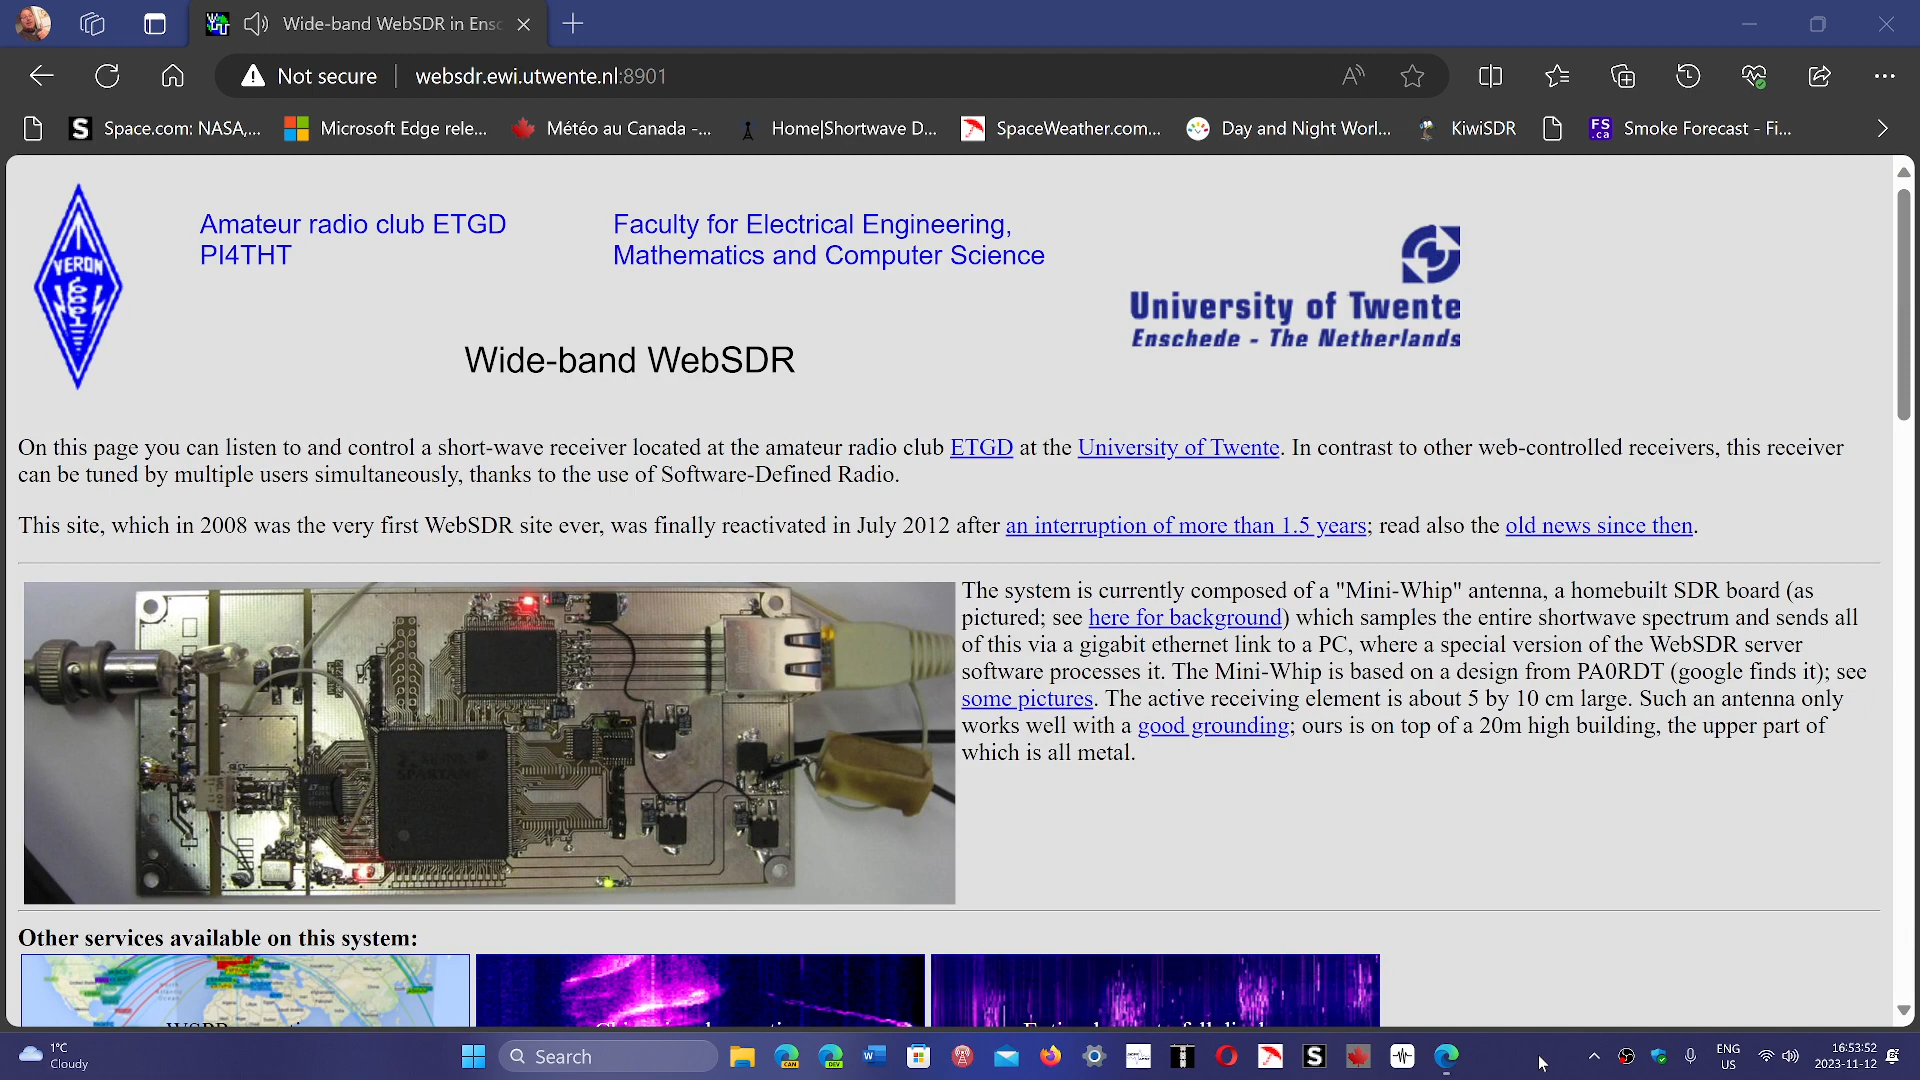 Wide-band WebSDR in Ens
Not secure
websdr.ewi.utwente.nl:8901
Space.com: NASA,...
Microsoft Edge rele...
Météo au Canada -...
Home|Shortwave D...
SpaceWeather.com...
Day and Night Worl...
KiwiSDR
FS
.ca
Smoke Forecast - Fi...
VERON
Amateur radio club ETGD
PI4THT
Faculty for Electrical Engineering,
Mathematics and Computer Science
University of Twente
Enschede - The Netherlands
Wide-band WebSDR
On this page you can listen to and control a short-wave receiver located at the amateur radio club ETGD at the University of Twente. In contrast to other web-controlled receivers, this receiver
can be tuned by multiple users simultaneously, thanks to the use of Software-Defined Radio.
This site, which in 2008 was the very first WebSDR site ever, was finally reactivated in July 2012 after an interruption of more than 1.5 years; read also the old news since then.
The system is currently composed of a "Mini-Whip" antenna, a homebuilt SDR board (as
pictured; see here for background) which samples the entire shortwave spectrum and sends all
of this via a gigabit ethernet link to a PC, where a special version of the WebSDR server
software processes it. The Mini-Whip is based on a design from PA0RDT (google finds it); see
some pictures. The active receiving element is about 5 by 10 cm large. Such an antenna only
works well with a good grounding; ours is on top of a 20m high building, the upper part of
which is all metal.
Other services available on this system:
1°C
Cloudy
Search
CAN
DEV
ENG
US
16:53:52
2023-11-12